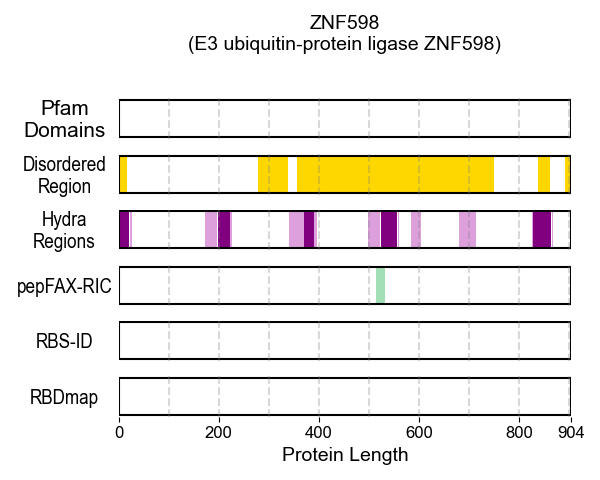 ZNF598
(E3 ubiquitin-protein ligase ZNF598)
Pfam
Domains
Disordered
Region
Hydra
Regions
pepFAX-RIC
RBS-ID
RBDmap
0 200 400 600 800 904
Protein Length